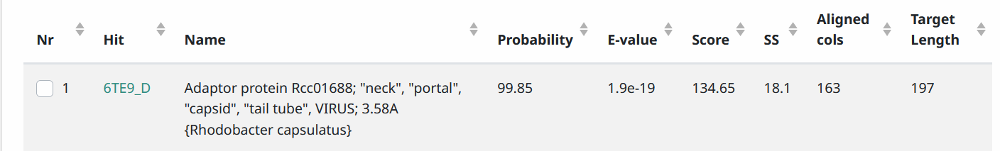 Nr Hit Name Probability E-value Score SS Aligned cols Target Length
1 6TE9_D Adaptor protein Rcc01688; "neck", "portal", 99.85 1.9e-19 134.65 18.1 163 197
"capsid", "tail tube", VIRUS; 3.58A
{Rhodobacter capsulatus}